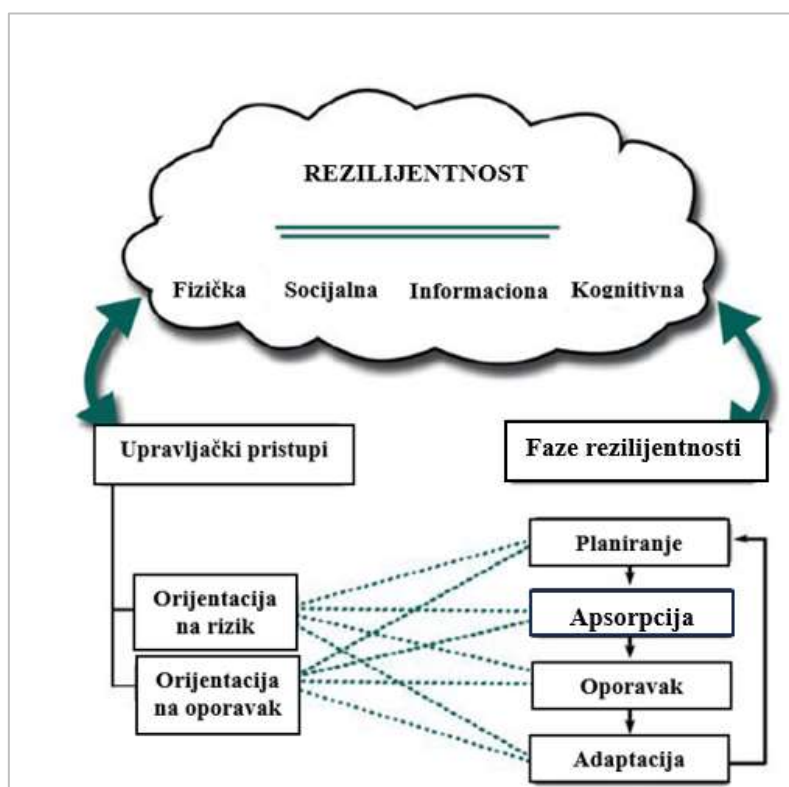 REZILIJENTNOST
Fizička Socijalna Informaciona Kognitivna
Upravljački pristupi
Faze rezilijentnosti
Orijentacija
na rizik
Orijentacija
na oporavak
Planiranje
Apsorpcija
Oporavak
Adaptacija